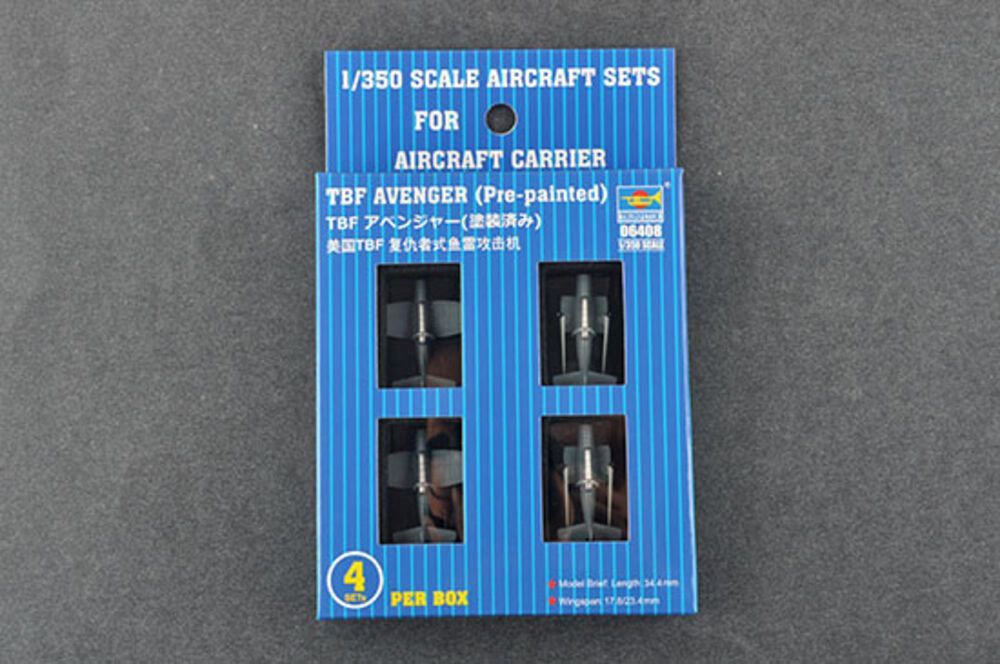 1/350 SCALE AIRCRAFT SETS
FOR
AIRCRAFT CARRIER
TBF AVENGER (Pre-painted)
TBF アベンジャー(塗装済み)
美国TBF 复仇者式鱼雷攻击机
06408
1/350 SCALE
4
SETs
PER BOX
Model Brief: Length: 34.4mm
Wingspan: 17.8/23.4mm